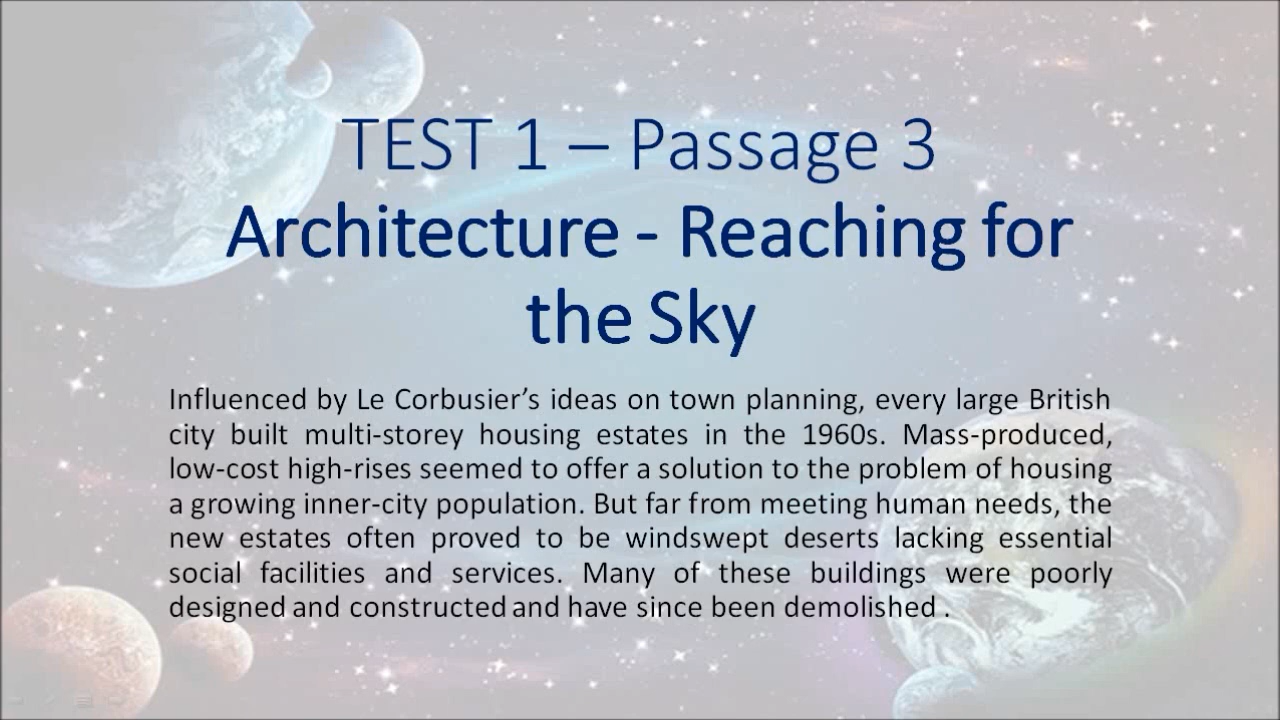 TEST 1 – Passage 3
Architecture - Reaching for
the Sky
Influenced by Le Corbusier’s ideas on town planning, every large British
city built multi-storey housing estates in the 1960s. Mass-produced,
low-cost high-rises seemed to offer a solution to the problem of housing
a growing inner-city population. But far from meeting human needs, the
new estates often proved to be windswept deserts lacking essential
social facilities and services. Many of these buildings were poorly
designed and constructed and have since been demolished .